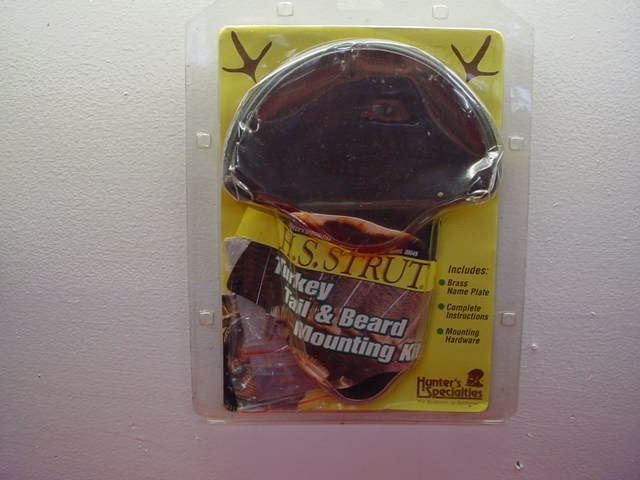 H.S. STRUT
Turkey
Tail & Beard
Mounting Kit
Includes:
Brass
Name Plate
Complete
Instructions
Mounting
Hardware
Hunter's
Specialties